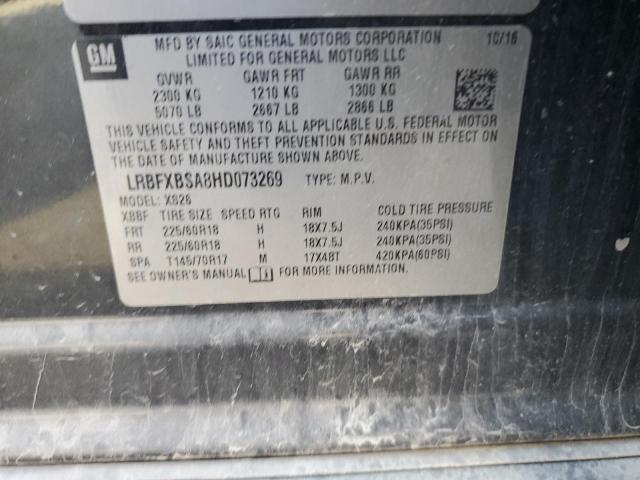 GM
MFD BY SAIC GENERAL MOTORS CORPORATION 10/16
LIMITED FOR GENERAL MOTORS LLC
GVWR GAWR FRT GAWR RR
2300 KG 1210 KG 1300 KG
5070 LB 2667 LB 2866 LB
THIS VEHICLE CONFORMS TO ALL APPLICABLE U.S. FEDERAL MOTOR
VEHICLE SAFETY AND THEFT PREVENTION STANDARDS IN EFFECT ON
THE DATE OF MANUFACTURE SHOWN ABOVE.
LRBFXBSA8HD073269 TYPE: M.P.V.
MODEL: XS26
XBBF TIRE SIZE SPEED RTG RIM COLD TIRE PRESSURE
FRT 225/60R18 H 18X7.5J 240KPA(35PSI)
RR 225/60R18 H 18X7.5J 240KPA(35PSI)
SPA T145/70R17 M 17X4BT 420KPA(60PSI)
SEE OWNER'S MANUAL FOR MORE INFORMATION.